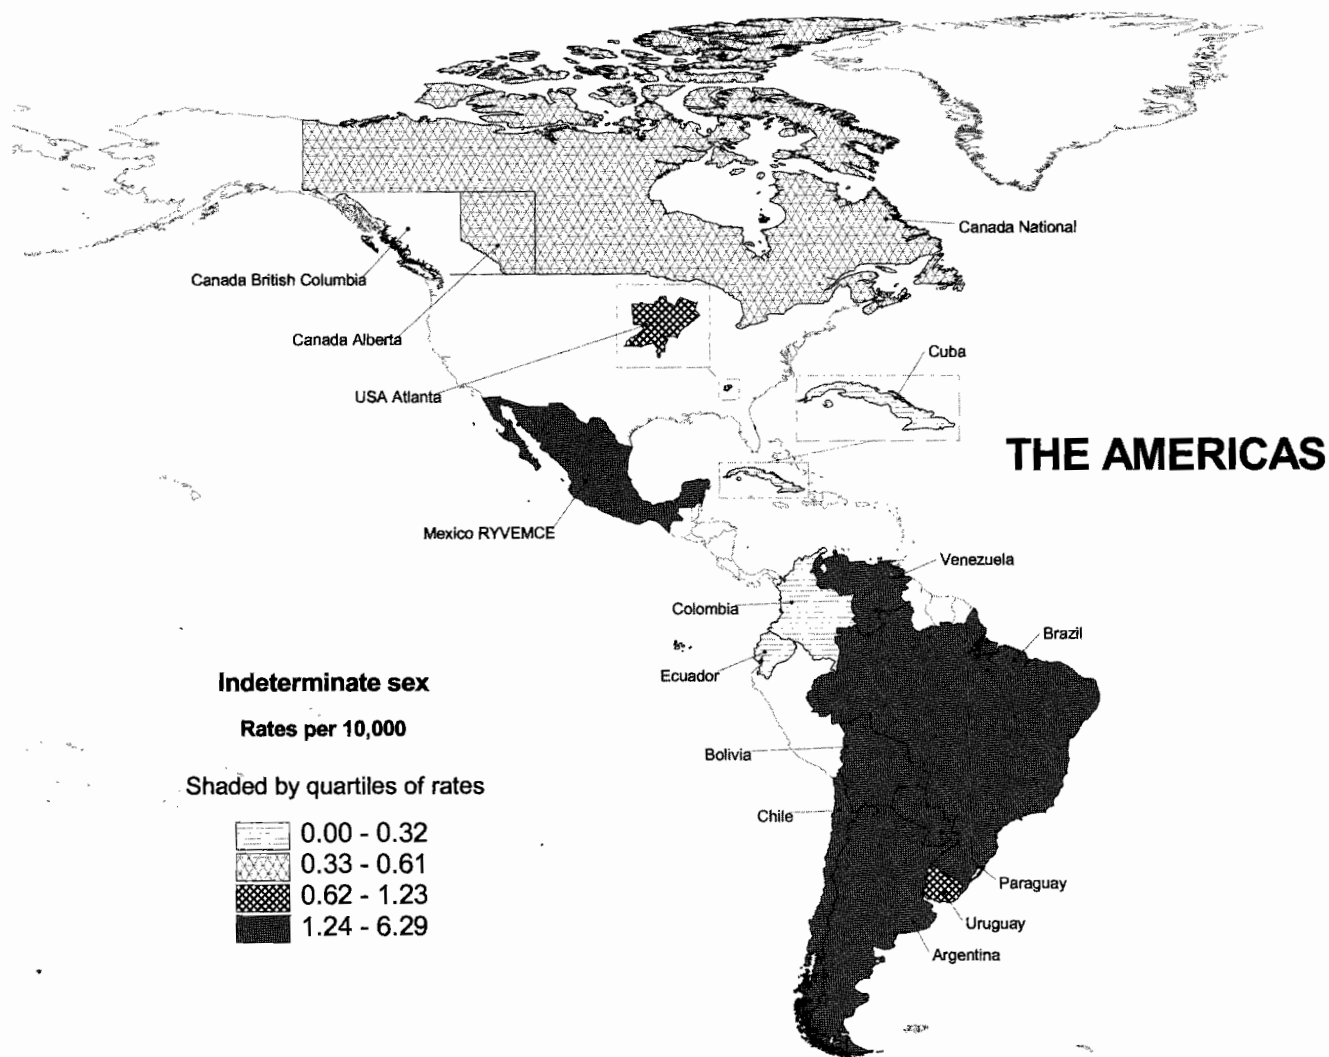 Canada National
Canada British Columbia
Canada Alberta
Cuba
USA Atlanta
THE AMERICAS
Mexico RYVEMCE
Venezuela
Colombia
Brazil
Ecuador
Indeterminate sex
Rates per 10,000
Bolivia
Shaded by quartiles of rates
Chile
0.00 - 0.32
0.33 - 0.61
0.62 - 1.23
1.24 - 6.29
Paraguay
Uruguay
Argentina